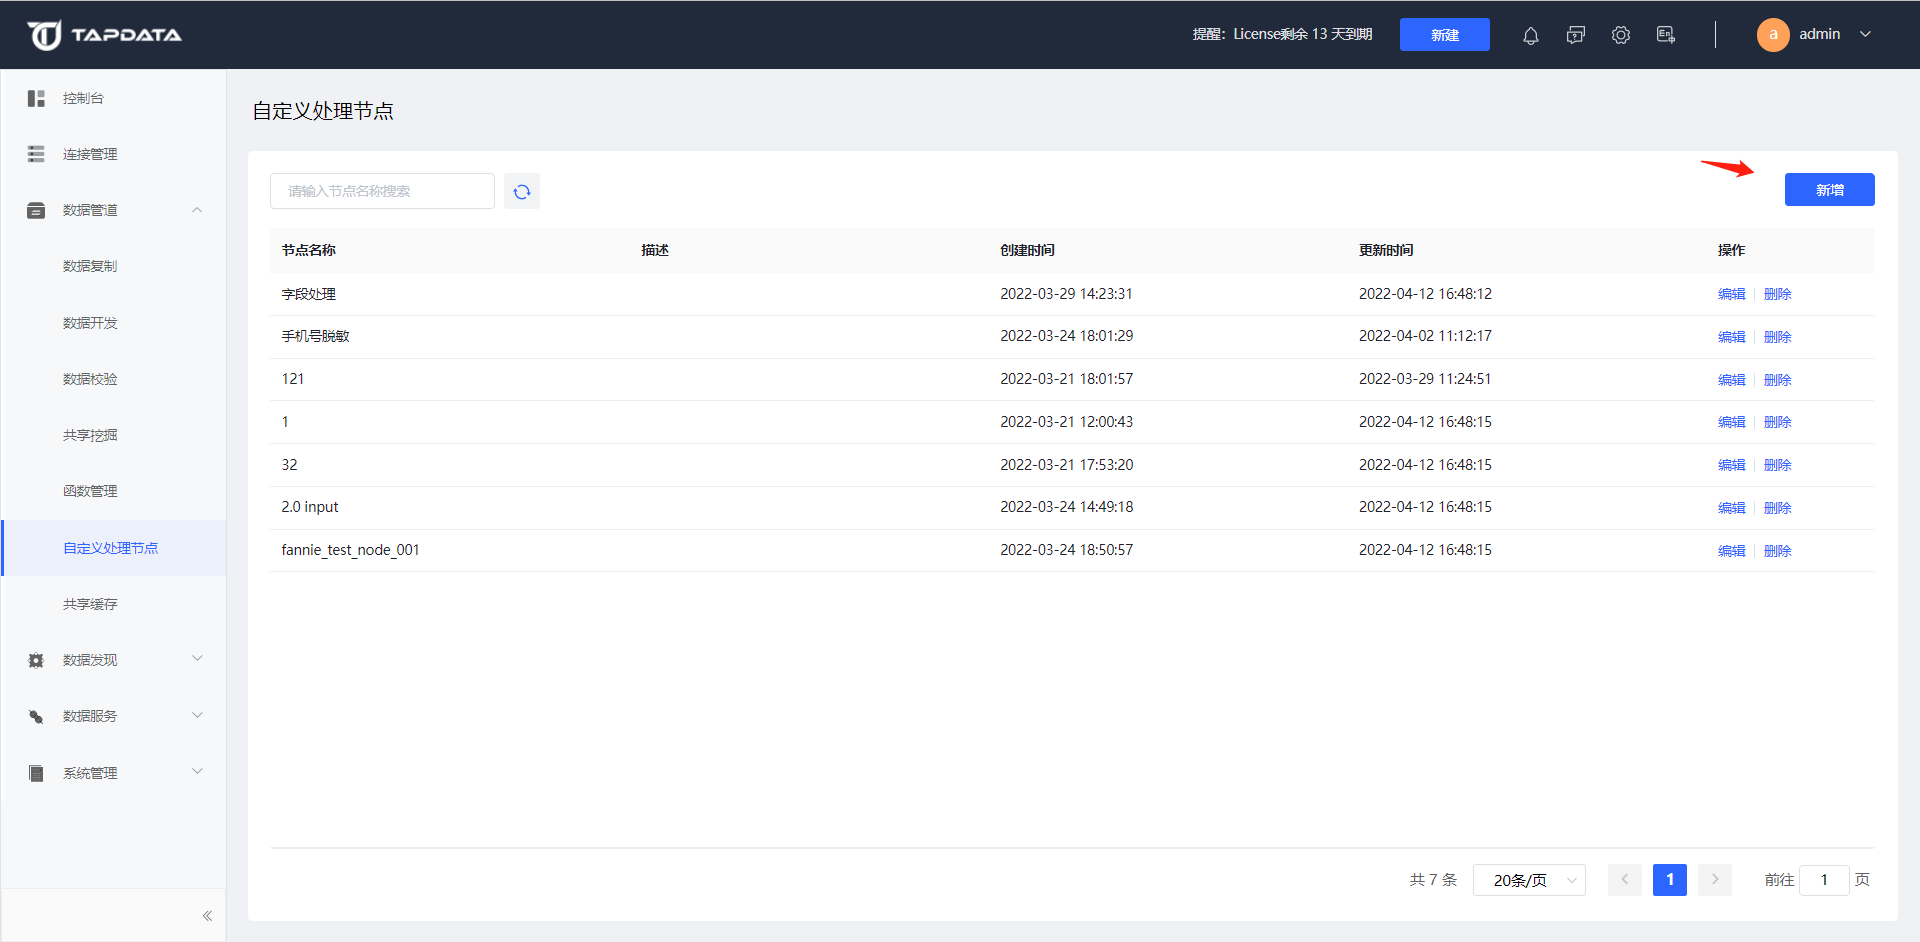 TAPDATA
提醒：License剩余 13 天到期
新建
En
a
admin
控制台
连接管理
数据管道
数据复制
数据开发
数据校验
共享挖掘
函数管理
自定义处理节点
共享缓存
数据发现
数据服务
系统管理
自定义处理节点
请输入节点名称搜索
新增
节点名称 描述 创建时间 更新时间 操作
字段处理 2022-03-29 14:23:31 2022-04-12 16:48:12 编辑 删除
手机号脱敏 2022-03-24 18:01:29 2022-04-02 11:12:17 编辑 删除
121 2022-03-21 18:01:57 2022-03-29 11:24:51 编辑 删除
1 2022-03-21 12:00:43 2022-04-12 16:48:15 编辑 删除
32 2022-03-21 17:53:20 2022-04-12 16:48:15 编辑 删除
2.0 input 2022-03-24 14:49:18 2022-04-12 16:48:15 编辑 删除
fannie_test_node_001 2022-03-24 18:50:57 2022-04-12 16:48:15 编辑 删除
共 7 条 20条/页 1 前往 1 页